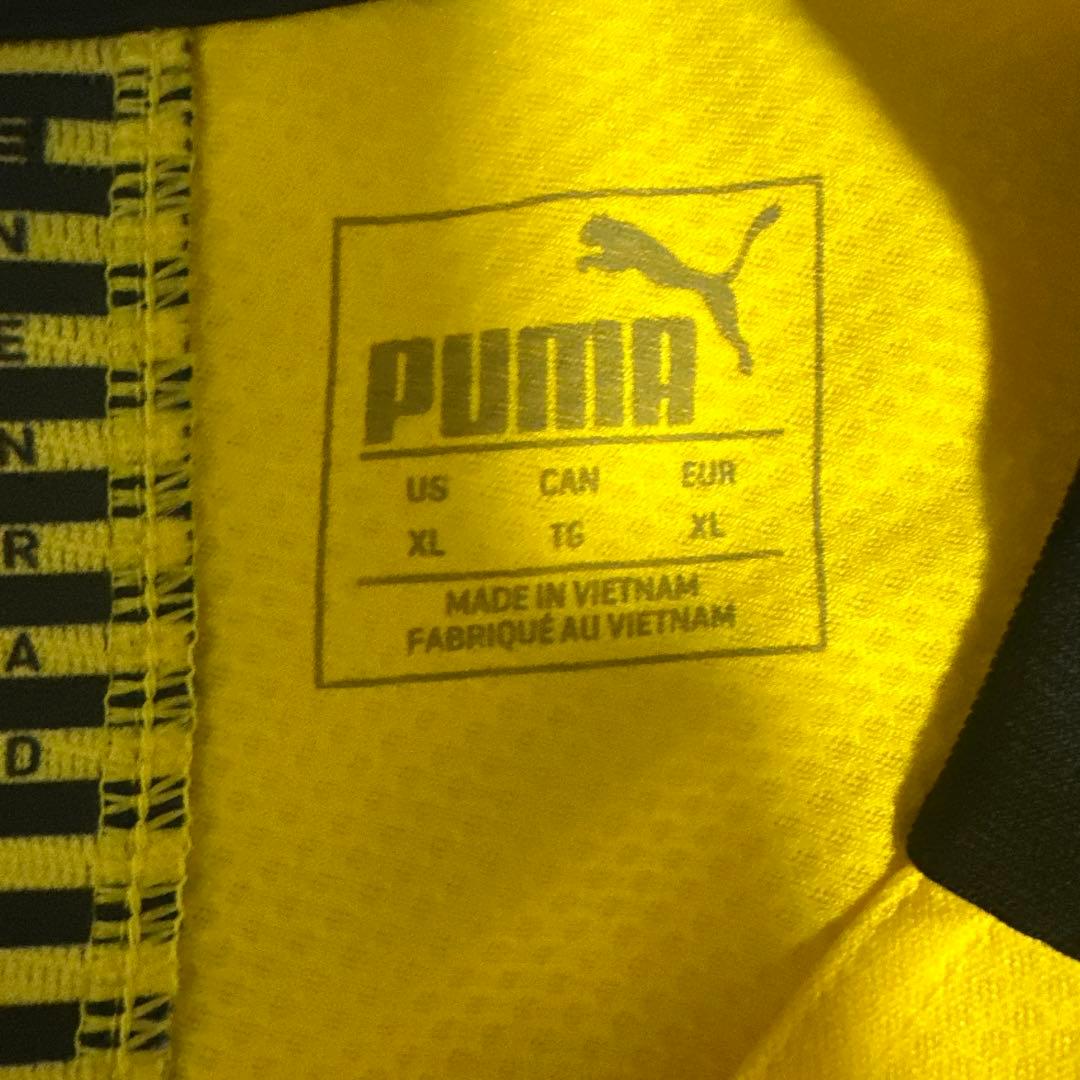 E
N
E
N
R
A
D
PUMA
US CAN EUR
XL TG XL
MADE IN VIETNAM
FABRIQUÉ AU VIETNAM